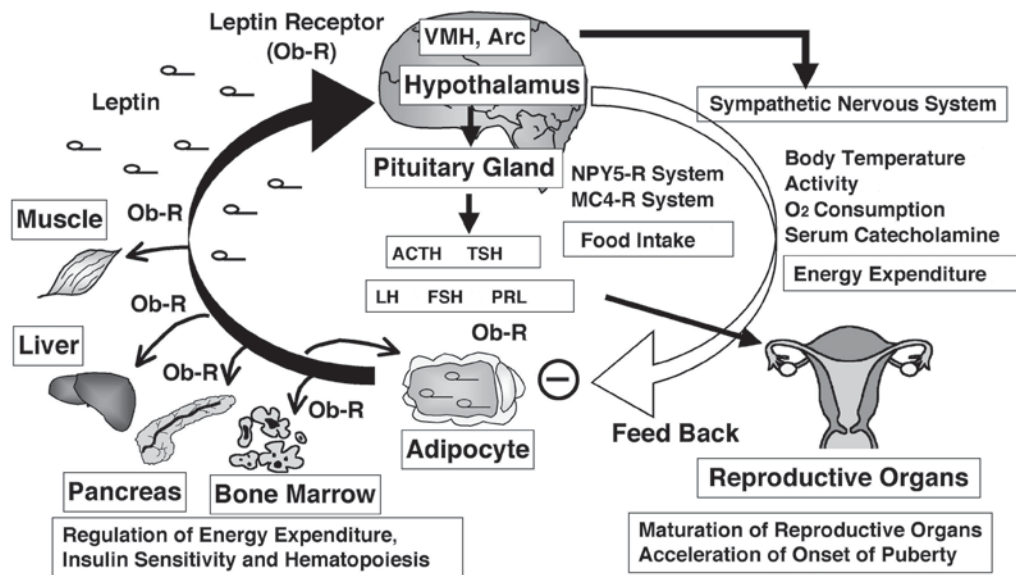 Leptin Receptor
(Ob-R)
VMH, Arc
Hypothalamus
Leptin
Sympathetic Nervous System
Pituitary Gland
NPY5-R System
MC4-R System
Body Temperature
Activity
O₂ Consumption
Serum Catecholamine
Muscle
Ob-R
Food Intake
ACTH TSH
Energy Expenditure
LH FSH PRL
Ob-R
Ob-R
Liver
Ob-R
Ob-R
Adipocyte
Feed Back
Pancreas
Bone Marrow
Reproductive Organs
Regulation of Energy Expenditure,
Insulin Sensitivity and Hematopoiesis
Maturation of Reproductive Organs
Acceleration of Onset of Puberty